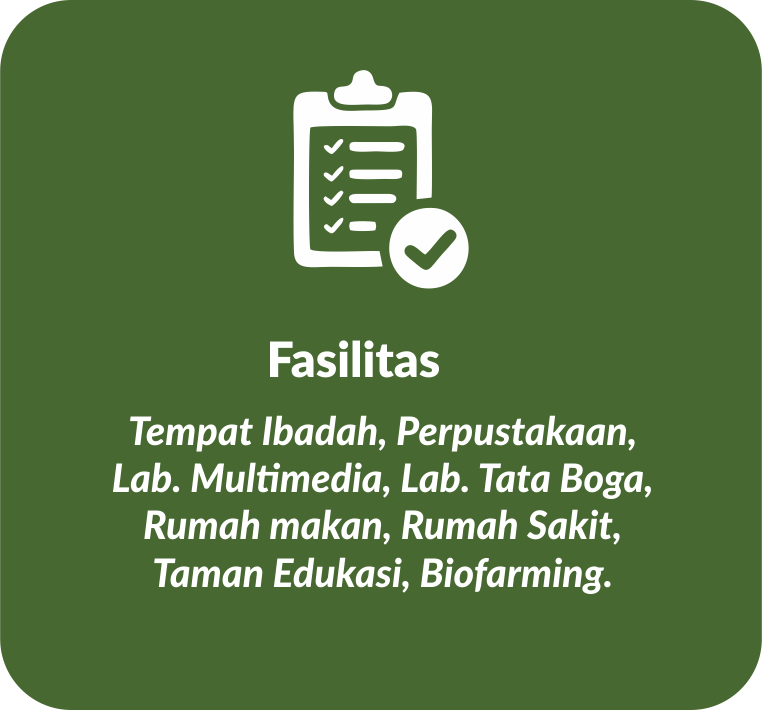 Fasilitas
Tempat Ibadah, Perpustakaan,
Lab. Multimedia, Lab. Tata Boga,
Rumah makan, Rumah Sakit,
Taman Edukasi, Biofarming.